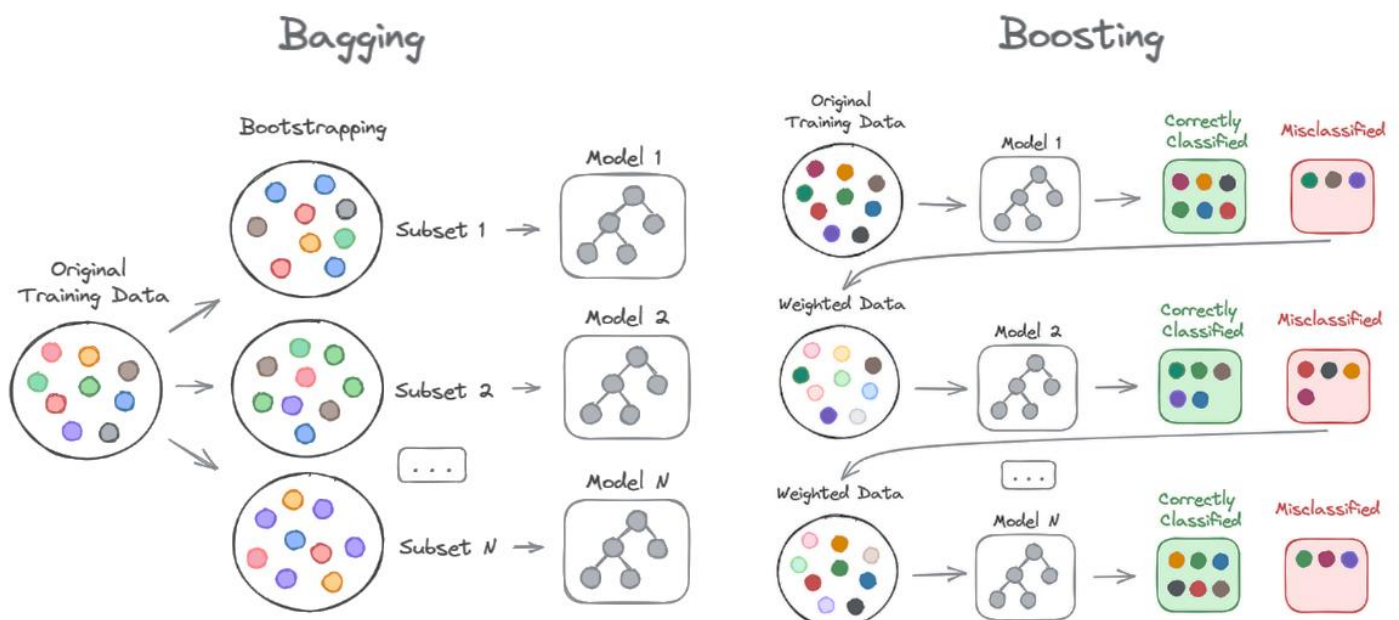 Bagging
Bootstrapping
Original
Training Data
Subset 1
Model 1
Subset 2
Model 2
...
Subset N
Model N
Boosting
Original
Training Data
Model 1
Correctly
Classified
Misclassified
Weighted Data
Model 2
Correctly
Classified
Misclassified
...
Weighted Data
Model N
Correctly
Classified
Misclassified